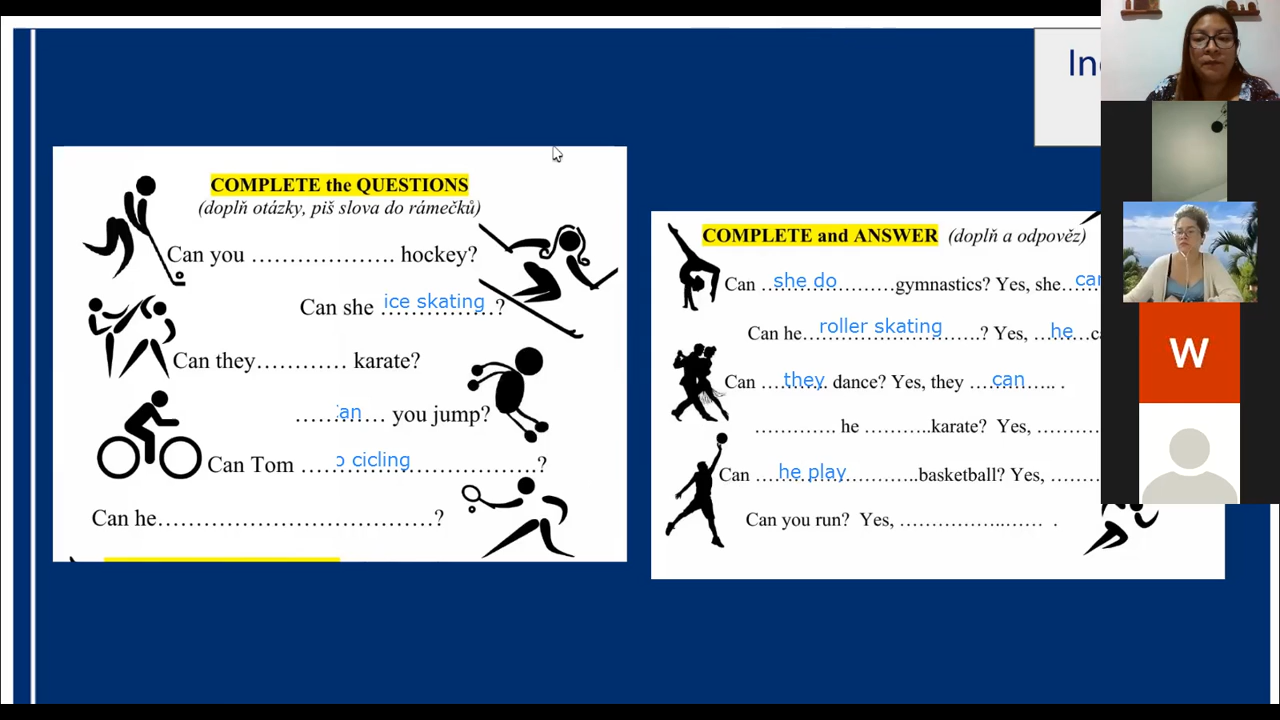 In
COMPLETE the QUESTIONS
(doplň otázky, piš slova do rámečků)
Can you ………………. hockey?
Can she ice skating ?
Can they………… karate?
an you jump?
Can Tom o cicling ?
Can he……………………………?
COMPLETE and ANSWER (doplň a odpověz)
Can she do gymnastics? Yes, she
Can he roller skating ? Yes, he
Can they dance? Yes, they can .
…………. he ………..karate? Yes, ………
Can he play basketball? Yes, ………
Can you run? Yes, ……………..…… .
W